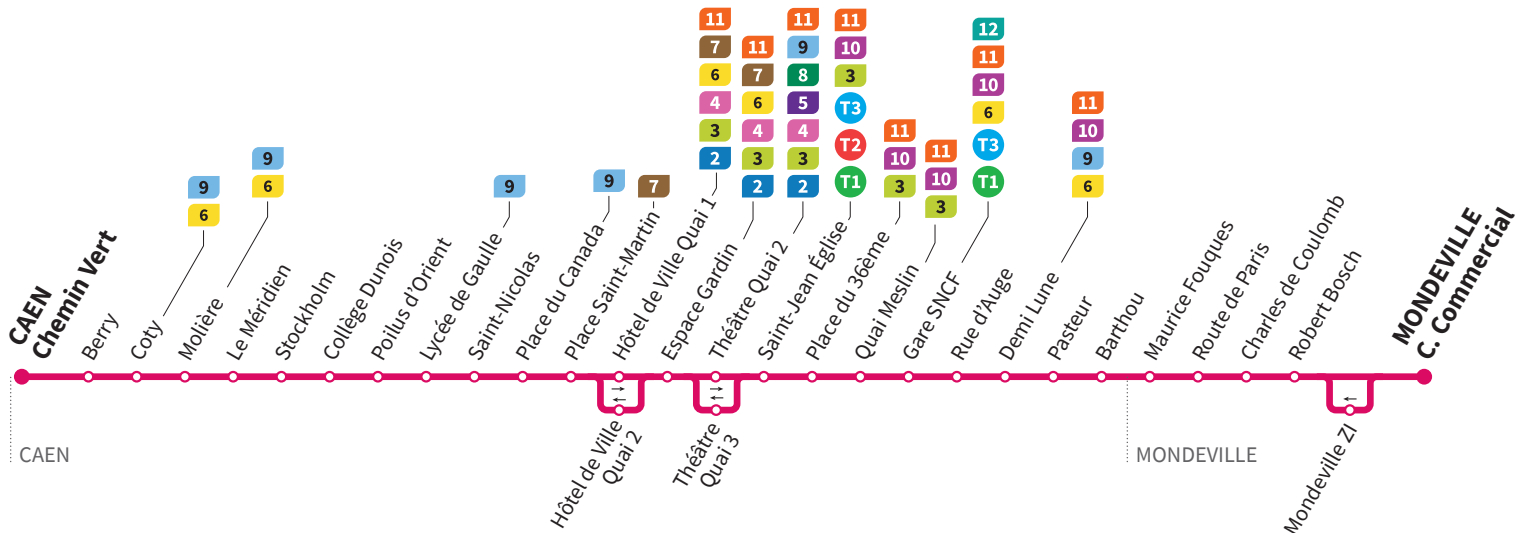 CAEN
Chemin Vert
Berry
Coty
9
6
Molière
9
6
Le Méridien
Stockholm
Collège Dunois
Poilus d'Orient
Lycée de Gaulle
9
Saint-Nicolas
Place du Canada
9
Place Saint-Martin
7
Hôtel de Ville Quai 1
11
7
6
4
3
2
Espace Gardin
11
7
6
4
3
2
Théâtre Quai 2
11
9
8
5
4
3
2
Saint-Jean Église
11
10
3
T3
T2
T1
Place du 36ème
11
10
3
Quai Meslin
11
10
3
Gare SNCF
12
11
10
6
T3
T1
Rue d'Auge
Demi Lune
11
10
9
6
Pasteur
Barthou
Maurice Fouques
Route de Paris
Charles de Coulomb
Robert Bosch
MONDEVILLE
C. Commercial
Hôtel de Ville
Quai 2
Théâtre
Quai 3
Mondeville ZI
CAEN
MONDEVILLE